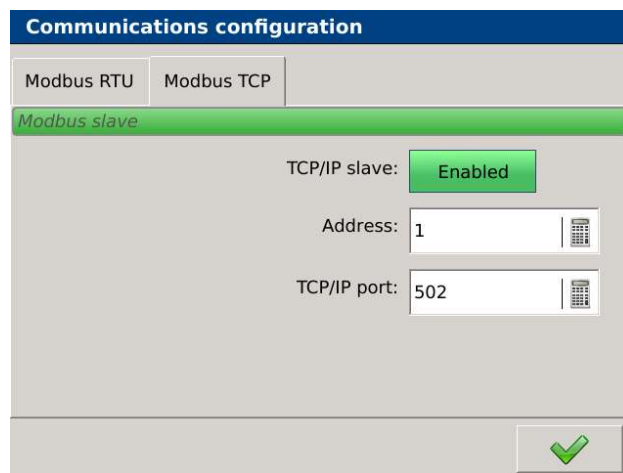 Communications configuration
Modbus RTU Modbus TCP
Modbus slave
TCP/IP slave: Enabled
Address: 1
TCP/IP port: 502